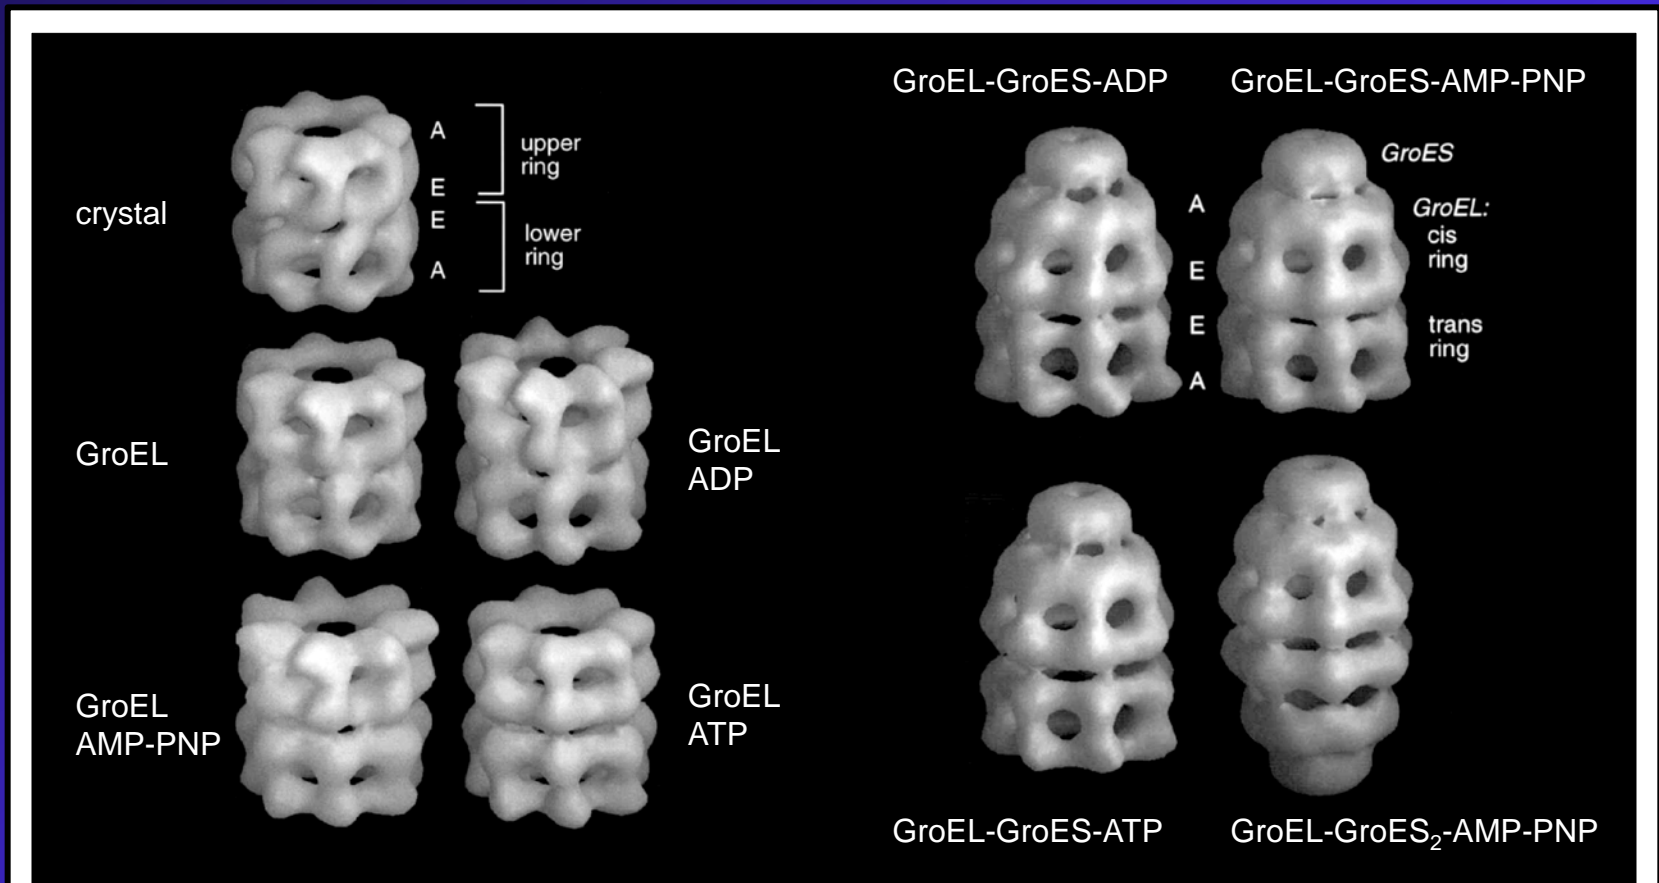 crystal
A
E
E
A
upper
ring
lower
ring
GroEL
GroEL
ADP
GroEL
AMP-PNP
GroEL
ATP
GroEL-GroES-ADP
GroEL-GroES-AMP-PNP
GroES
A
E
E
A
GroEL:
cis
ring
trans
ring
GroEL-GroES-ATP
GroEL-GroES₂-AMP-PNP